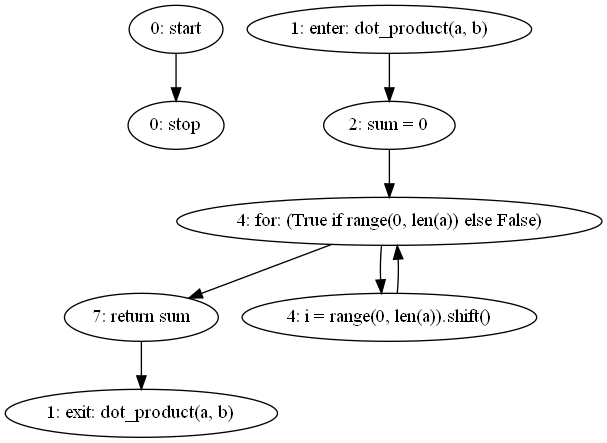 0: start
1: enter: dot_product(a, b)
0: stop
2: sum = 0
4: for: (True if range(0, len(a)) else False)
7: return sum
4: i = range(0, len(a)).shift()
1: exit: dot_product(a, b)